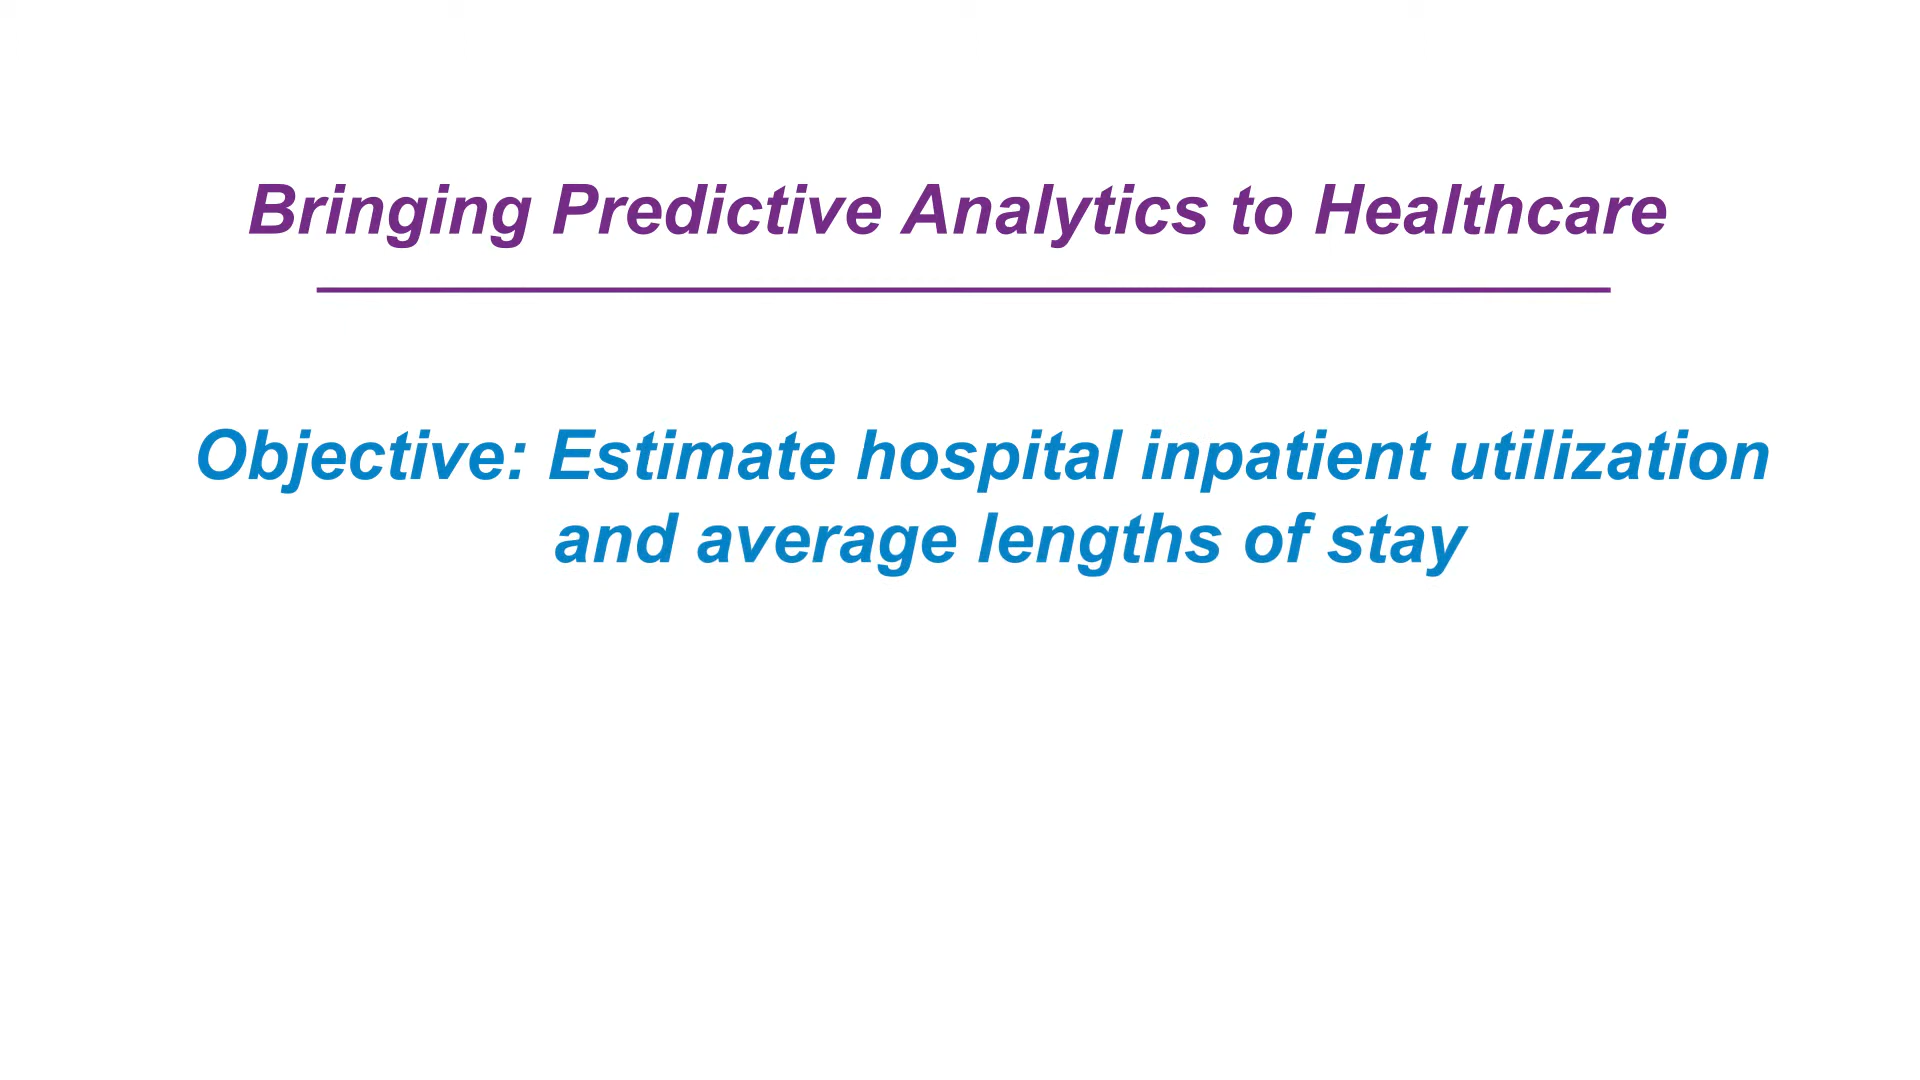 Bringing Predictive Analytics to Healthcare
Objective: Estimate hospital inpatient utilization
and average lengths of stay